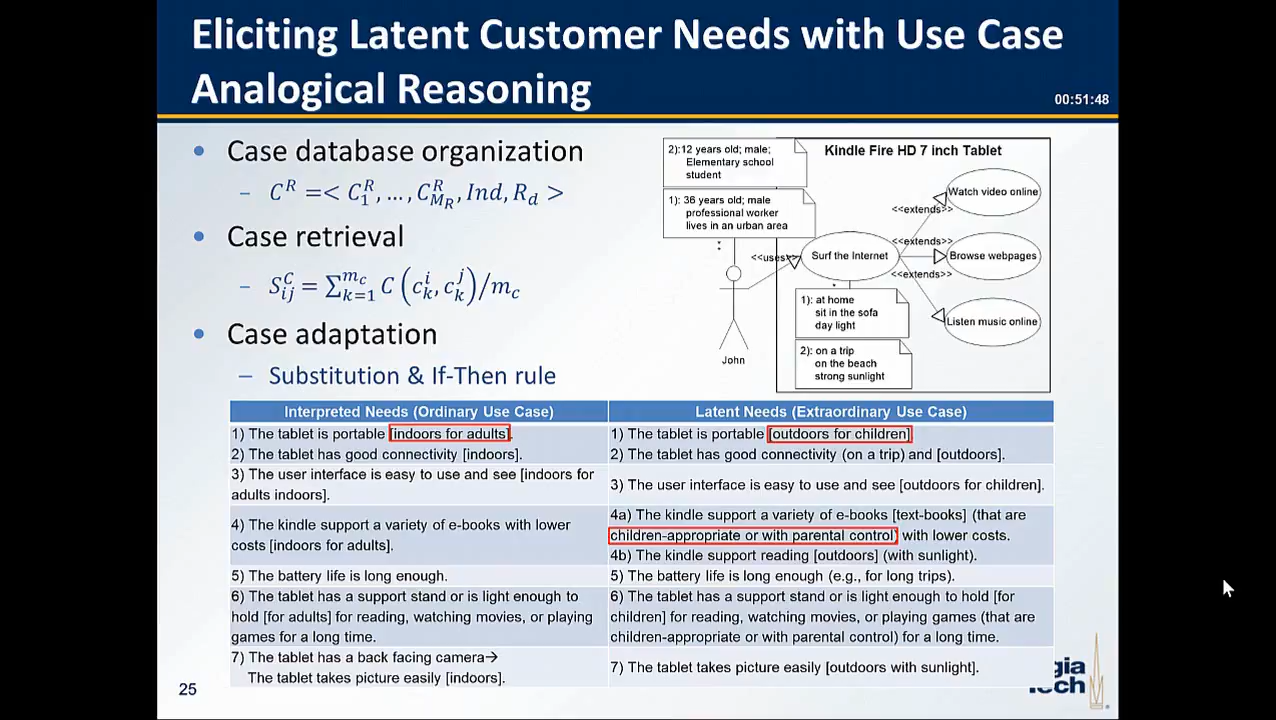 Eliciting Latent Customer Needs with Use Case
Analogical Reasoning
00:51:48
• Case database organization
– C^R =< C_1^R, …, C_{M_R}^R, Ind, R_d >
• Case retrieval
– S_{ij}^C = ∑_{k=1}^{m_c} C (c_k^i, c_k^j)/m_c
• Case adaptation
– Substitution & If-Then rule
2):12 years old; male;
Elementary school
student
1): 36 years old; male
professional worker
lives in an urban area
Kindle Fire HD 7 inch Tablet
Watch video online
<<extends>>
<<extends>>
<<uses>>
Surf the Internet
Browse webpages
<<extends>>
1): at home
sit in the sofa
day light
Listen music online
2): on a trip
on the beach
strong sunlight
John
Interpreted Needs (Ordinary Use Case)
Latent Needs (Extraordinary Use Case)
1) The tablet is portable [indoors for adults].
2) The tablet has good connectivity [indoors].
1) The tablet is portable [outdoors for children]
2) The tablet has good connectivity (on a trip) and [outdoors].
3) The user interface is easy to use and see [indoors for
adults indoors].
3) The user interface is easy to use and see [outdoors for children].
4) The kindle support a variety of e-books with lower
costs [indoors for adults].
4a) The kindle support a variety of e-books [text-books] (that are
children-appropriate or with parental control) with lower costs.
4b) The kindle support reading [outdoors] (with sunlight).
5) The battery life is long enough.
5) The battery life is long enough (e.g., for long trips).
6) The tablet has a support stand or is light enough to
hold [for adults] for reading, watching movies, or playing
games for a long time.
6) The tablet has a support stand or is light enough to hold [for
children] for reading, watching movies, or playing games (that are
children-appropriate or with parental control) for a long time.
7) The tablet has a back facing camera→
The tablet takes picture easily [indoors].
7) The tablet takes picture easily [outdoors with sunlight].
25
gia
Tech